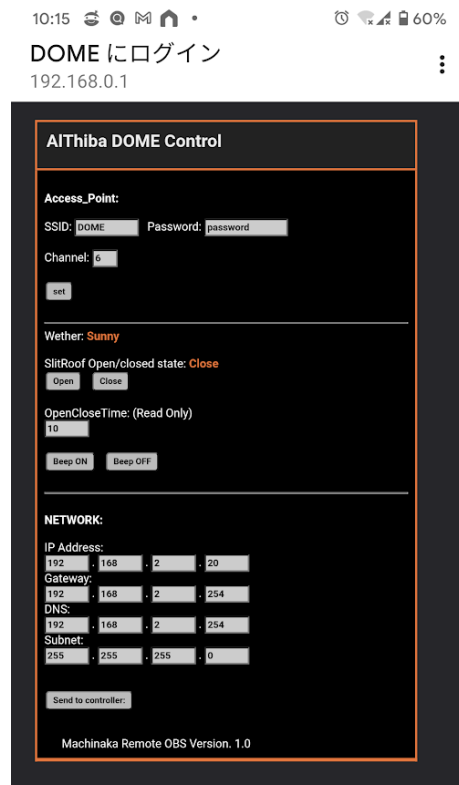 10:15 60%
DOME にログイン
192.168.0.1
AlThiba DOME Control
Access_Point:
SSID: DOME Password: password
Channel: 6
set
Wether: Sunny
SlitRoof Open/closed state: Close
Open Close
OpenCloseTime: (Read Only)
10
Beep ON Beep OFF
NETWORK:
IP Address:
192 . 168 . 2 . 20
Gateway:
192 . 168 . 2 . 254
DNS:
192 . 168 . 2 . 254
Subnet:
255 . 255 . 255 . 0
Send to controller:
Machinaka Remote OBS Version. 1.0